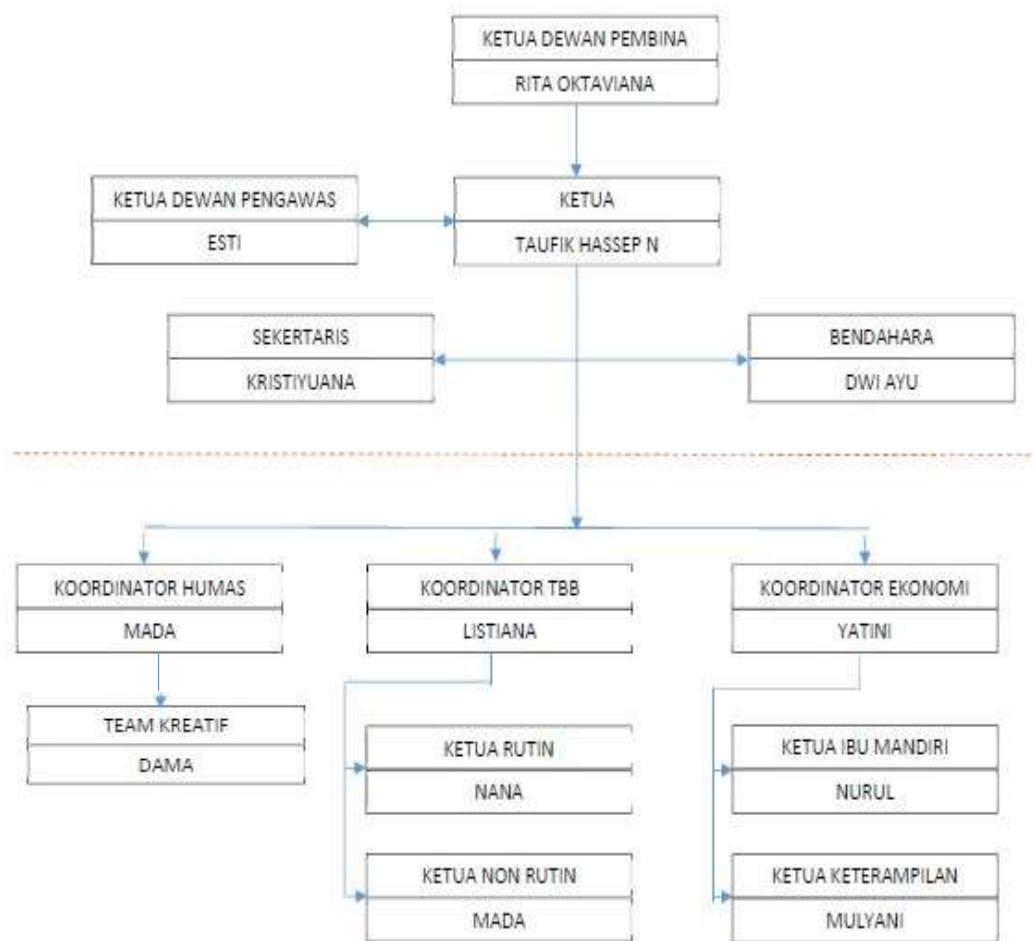 KETUA DEWAN PEMBINA
RITA OKTAVIANA
KETUA DEWAN PENGAWAS
ESTI
KETUA
TAUFIK HASSEP N
SEKERTARIS
KRISTIYUANA
BENDAHARA
DWI AYU
KOORDINATOR HUMAS
MADA
KOORDINATOR TBB
LISTIANA
KOORDINATOR EKONOMI
YATINI
TEAM KREATIF
DAMA
KETUA RUTIN
NANA
KETUA IBU MANDIRI
NURUL
KETUA NON RUTIN
MADA
KETUA KETERAMPILAN
MULYANI